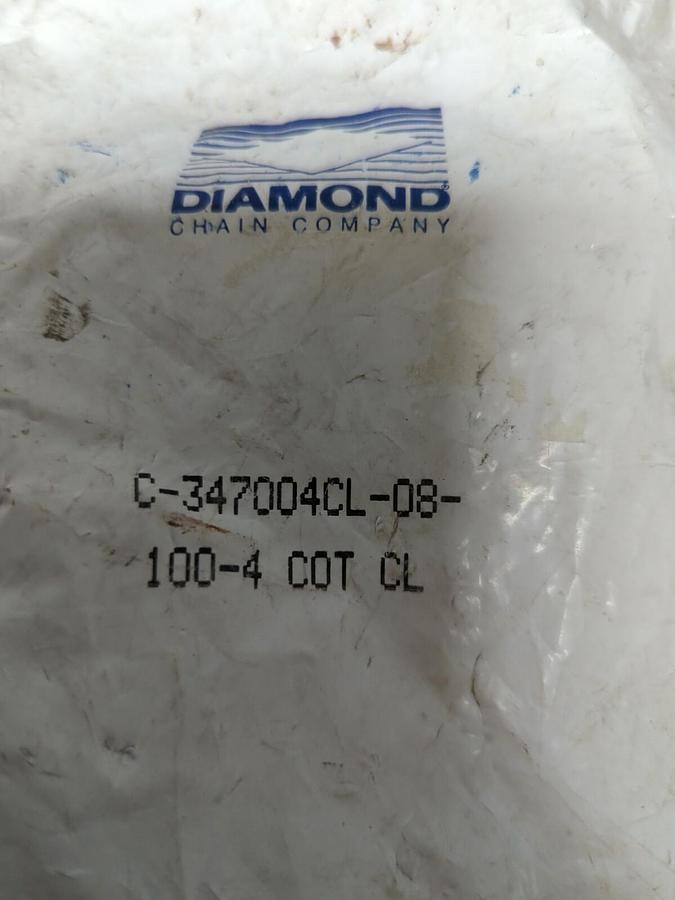 DIAMOND®
CHAIN COMPANY
C-347004CL-08-
100-4 COT CL